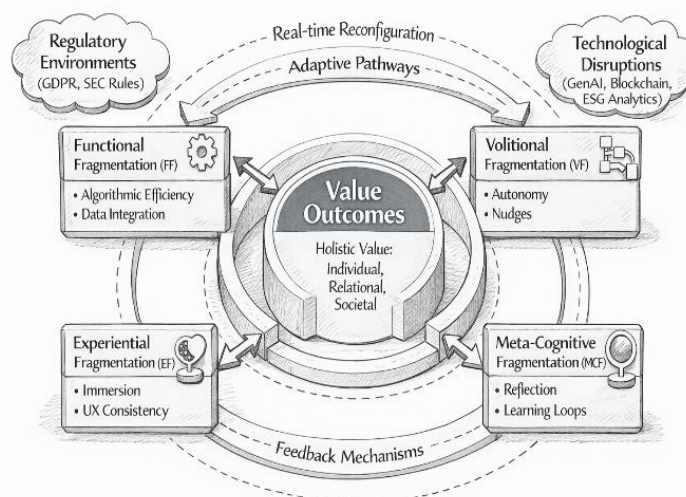 Regulatory
Environments
(GDPR, SEC Rules)
Real-time Reconfiguration
Adaptive Pathways
Technological
Disruptions
(GenAI, Blockchain,
ESG Analytics)
Functional
Fragmentation (FF)
• Algorithmic Efficiency
• Data Integration
Volitional
Fragmentation (VF)
• Autonomy
• Nudges
Value
Outcomes
Holistic Value:
Individual,
Relational,
Societal
Experiential
Fragmentation (EF)
• Immersion
• UX Consistency
Meta-Cognitive
Fragmentation (MCF)
• Reflection
• Learning Loops
Feedback Mechanisms